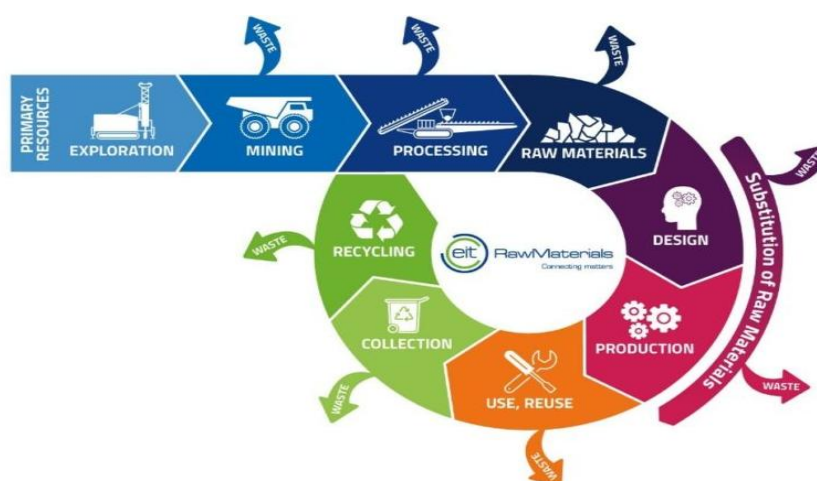 PRIMARY
RESOURCES
EXPLORATION
MINING
PROCESSING
RAW MATERIALS
DESIGN
PRODUCTION
USE, REUSE
COLLECTION
RECYCLING
Substitution of Raw Materials
WASTE
WASTE
WASTE
WASTE
WASTE
WASTE
WASTE
WASTE
eit RawMaterials
Connecting matters